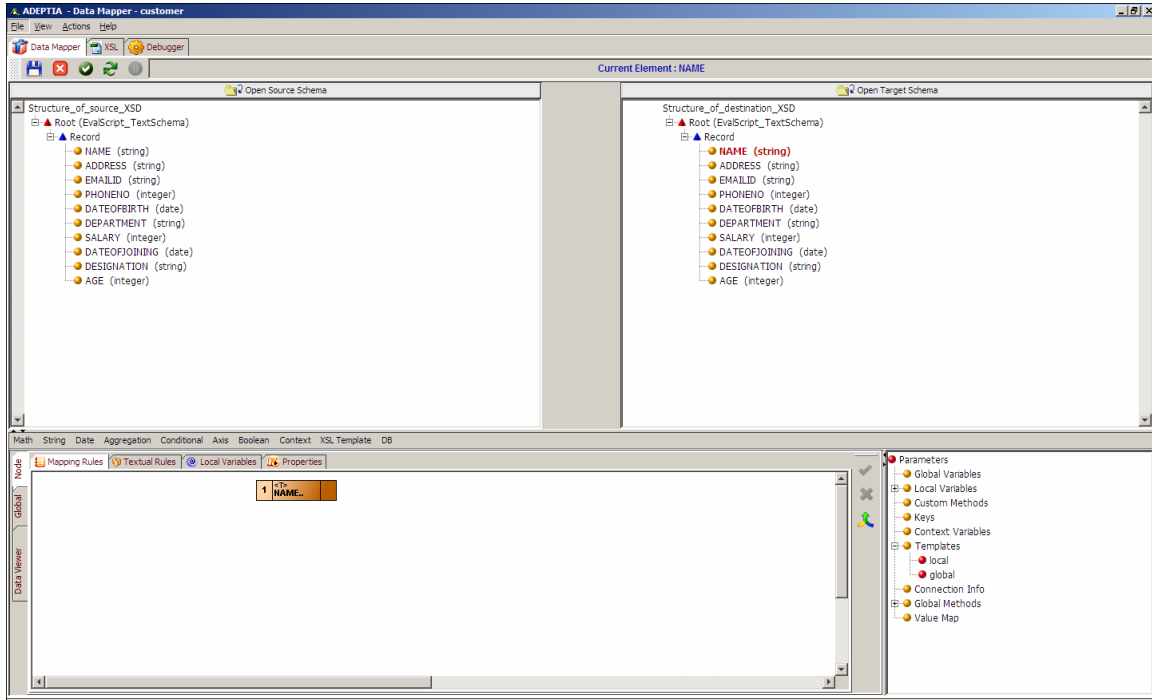 ADEPTIA - Data Mapper - customer
File View Actions Help
Data Mapper XSL Debugger
Current Element : NAME
Open Source Schema
Structure_of_source_XSD
Root (EvalScript_TextSchema)
Record
NAME (string)
ADDRESS (string)
EMAILID (string)
PHONENO (integer)
DATEOFBIRTH (date)
DEPARTMENT (string)
SALARY (integer)
DATEOFJOINING (date)
DESIGNATION (string)
AGE (integer)
Open Target Schema
Structure_of_destination_XSD
Root (EvalScript_TextSchema)
Record
NAME (string)
ADDRESS (string)
EMAILID (string)
PHONENO (integer)
DATEOFBIRTH (date)
DEPARTMENT (string)
SALARY (integer)
DATEOFJOINING (date)
DESIGNATION (string)
AGE (integer)
Math String Date Aggregation Conditional Axis Boolean Context XSL Template DB
Node
Global
Data Viewer
Mapping Rules Textual Rules Local Variables Properties
1 <T>
NAME..
Parameters
Global Variables
Local Variables
Custom Methods
Keys
Context Variables
Templates
local
global
Connection Info
Global Methods
Value Map